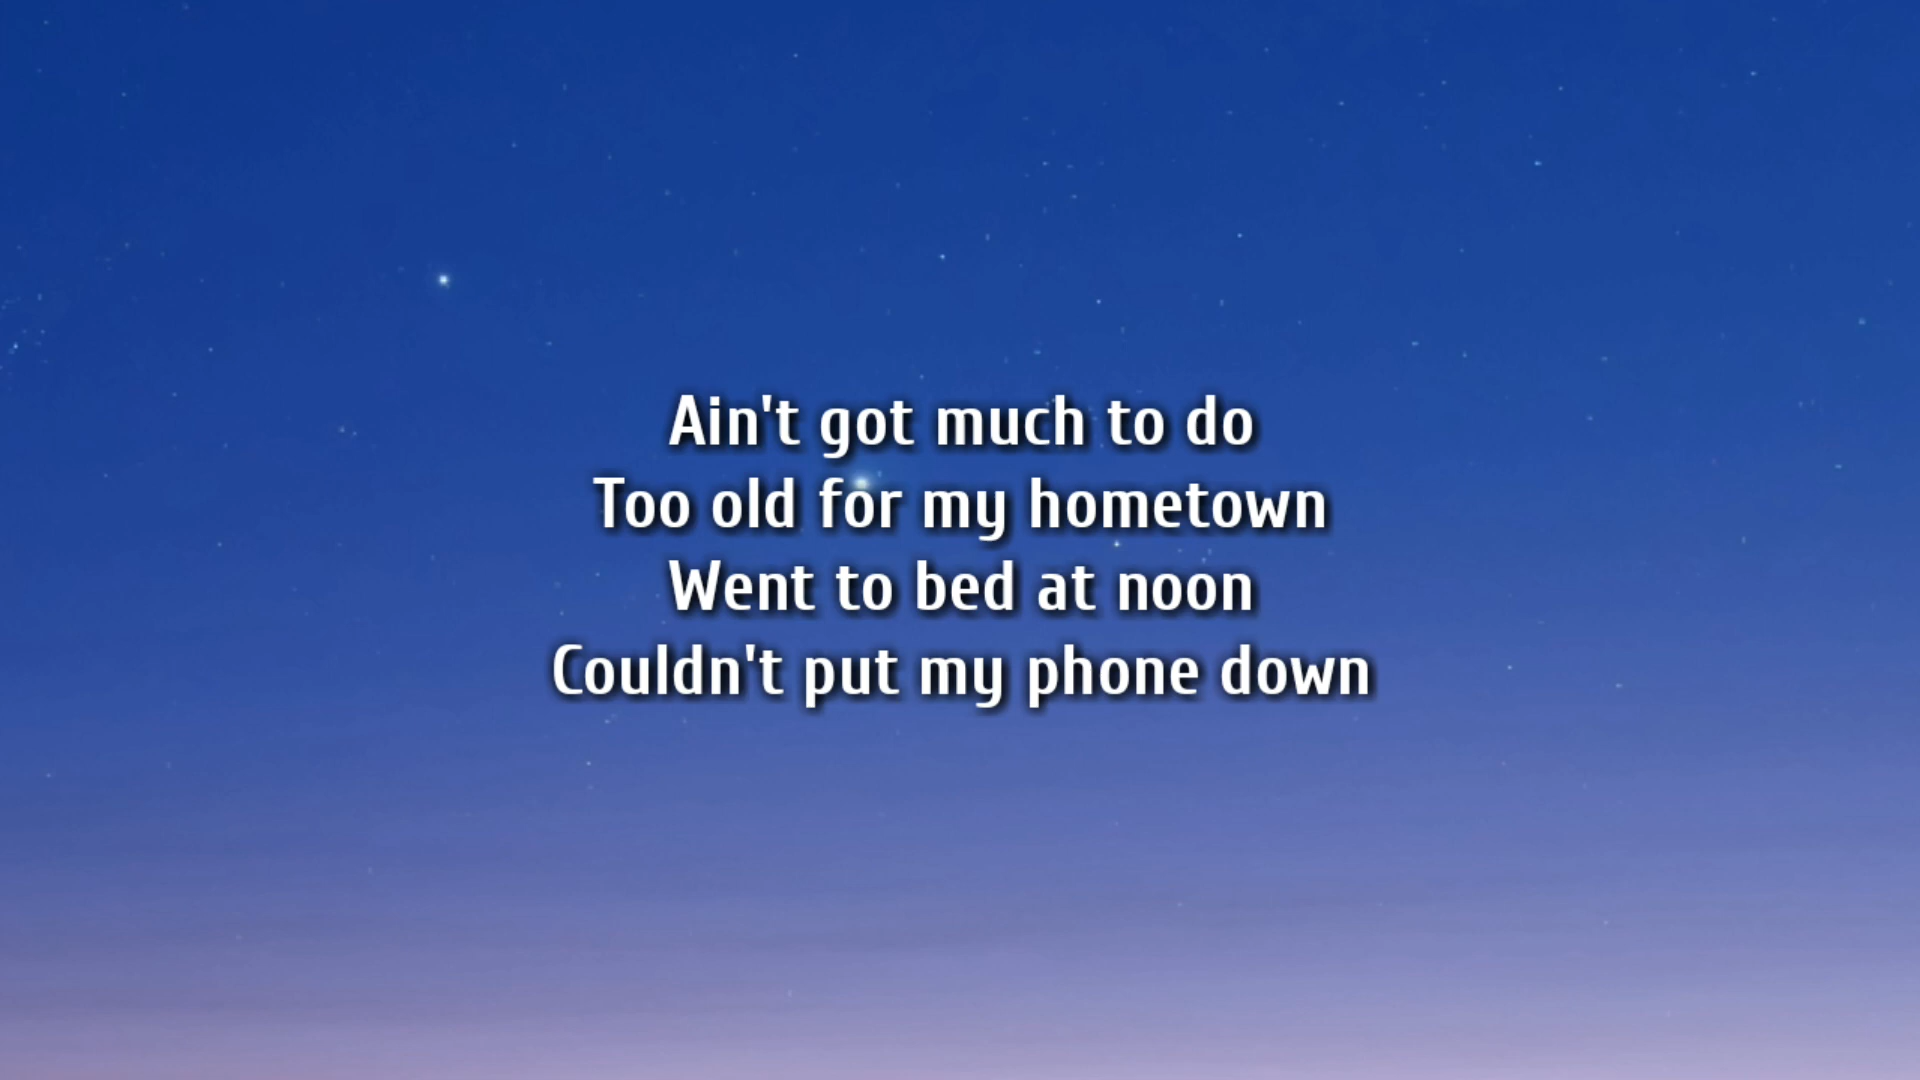 Ain't got much to do
Too old for my hometown
Went to bed at noon
Couldn't put my phone down